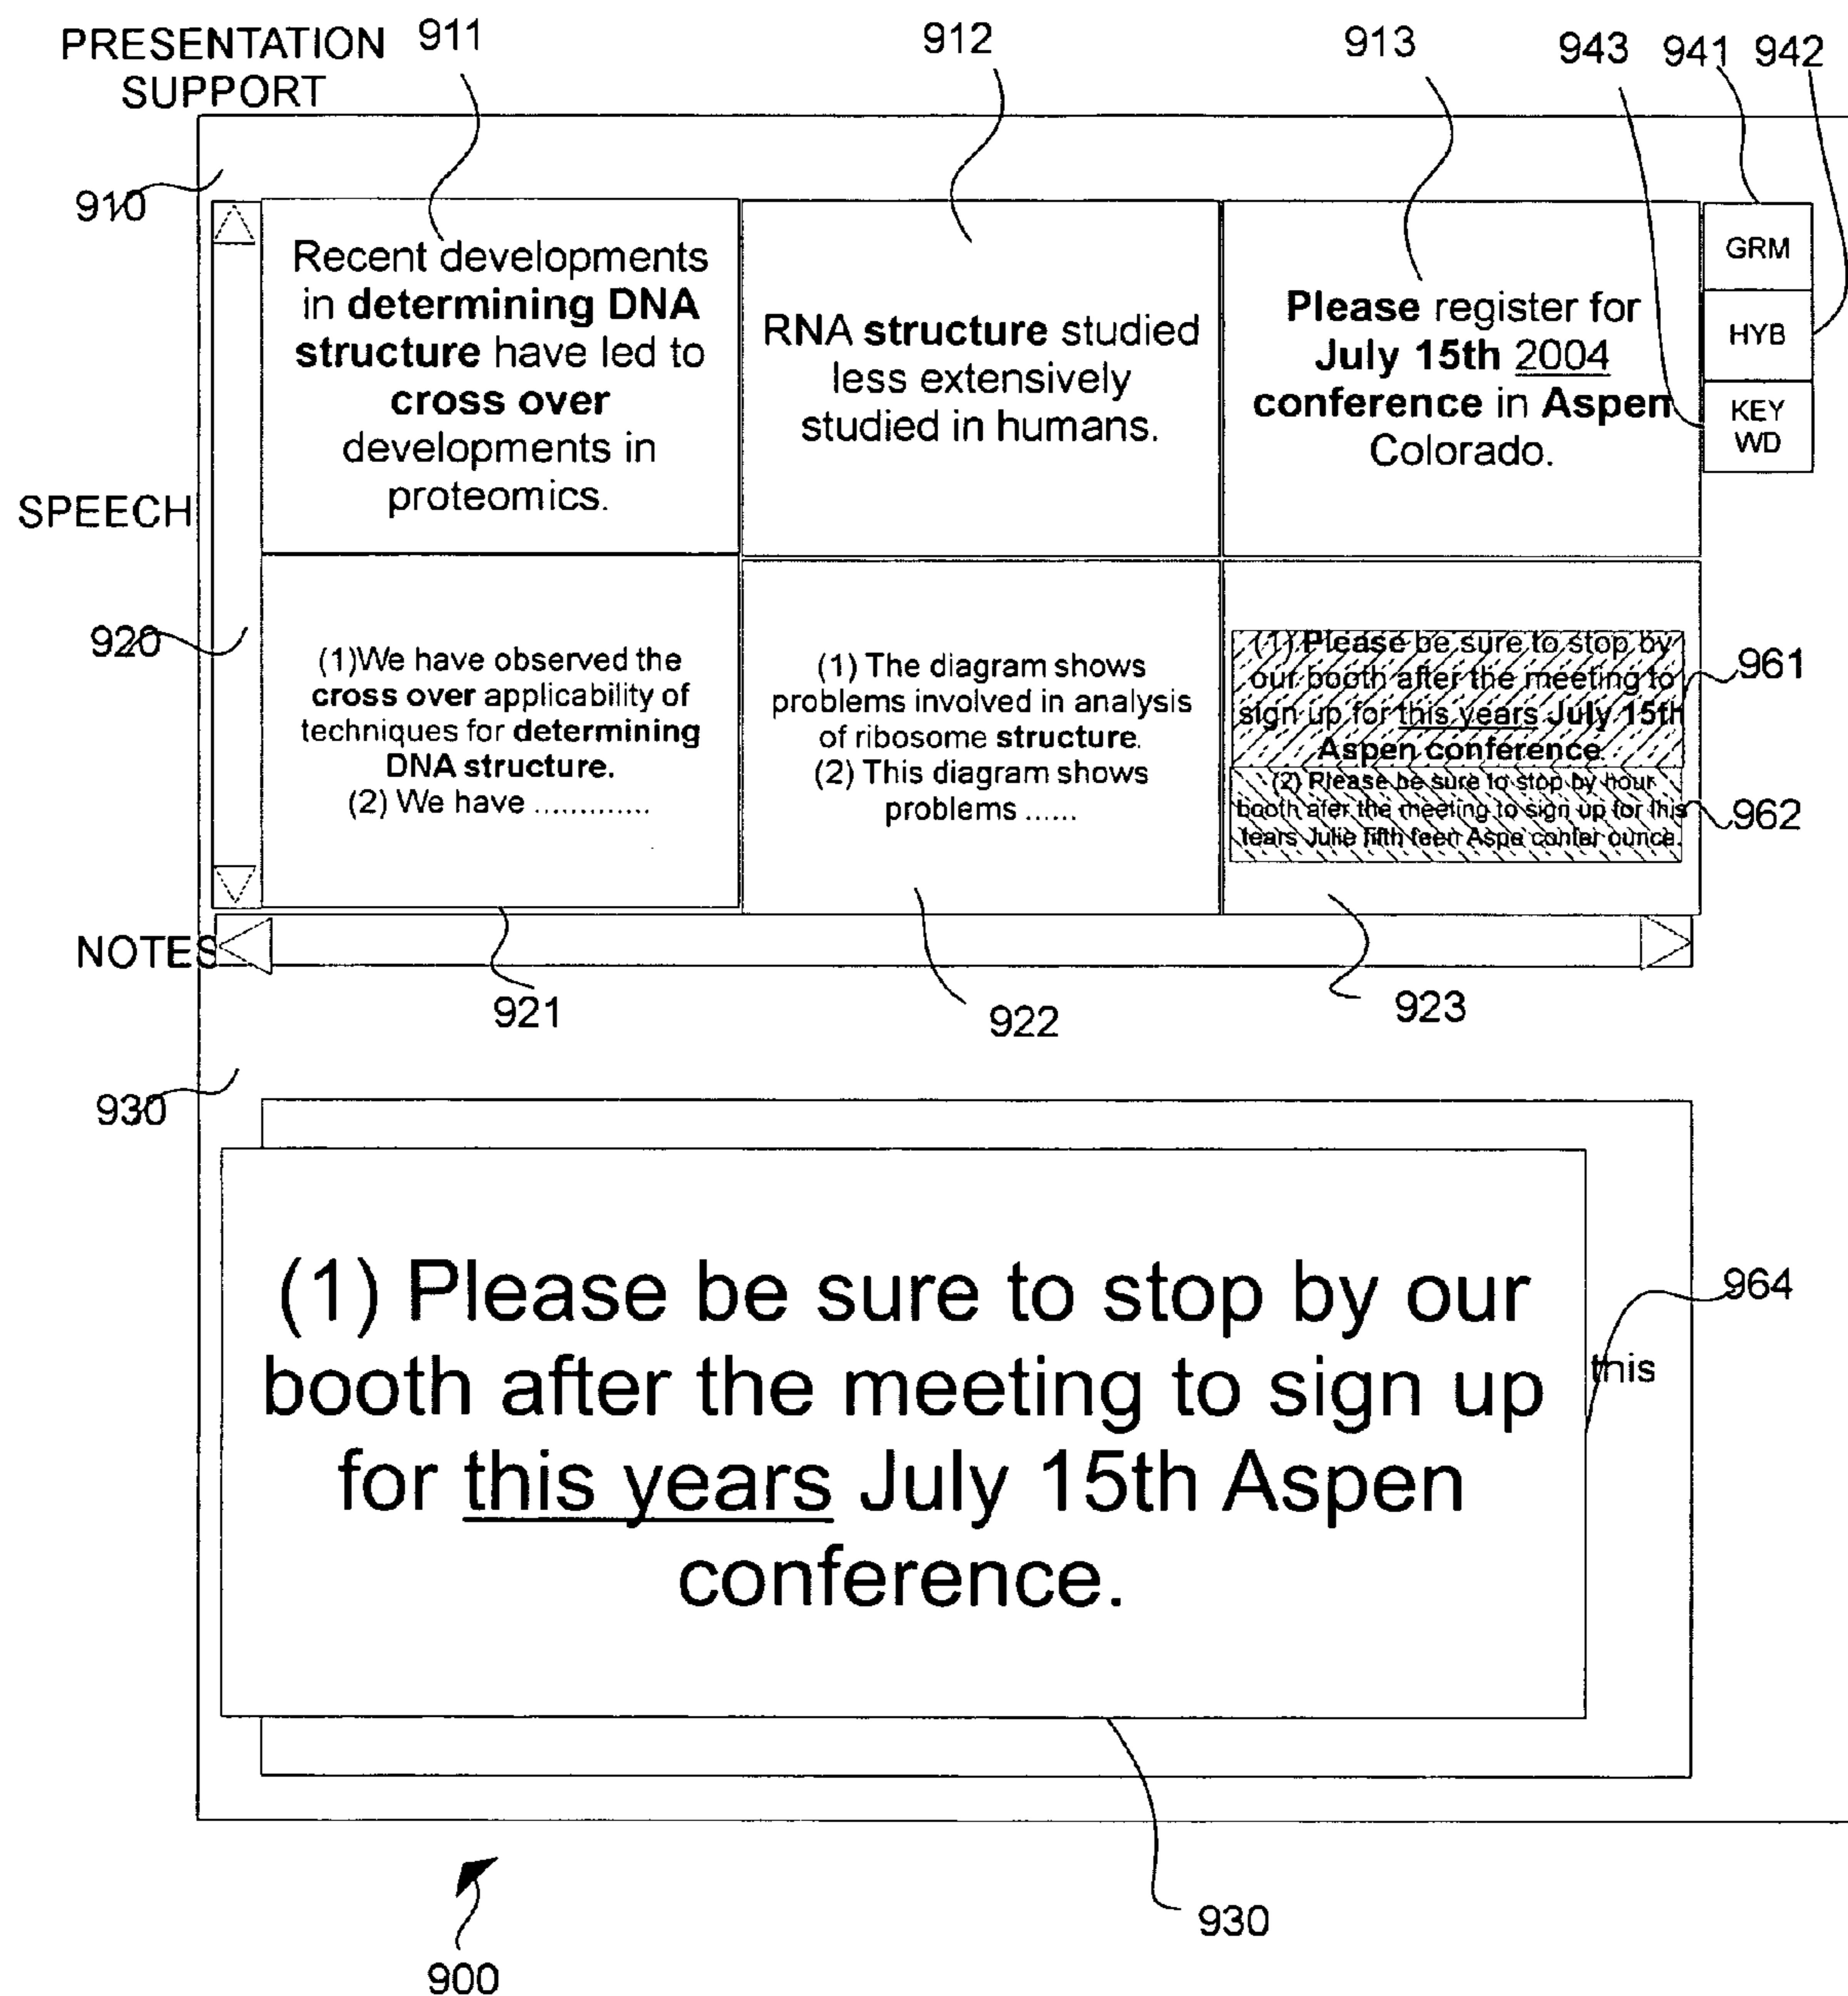 PRESENTATION
SUPPORT
911
912
913
943
941
942
910
Recent developments
in determining DNA
structure have led to
cross over
developments in
proteomics.
RNA structure studied
less extensively
studied in humans.
Please register for
July 15th 2004
conference in Aspen
Colorado.
GRM
HYB
KEY
WD
SPEECH
920
(1)We have observed the
cross over applicability of
techniques for determining
DNA structure.
(2) We have .............
(1) The diagram shows
problems involved in analysis
of ribosome structure.
(2) This diagram shows
problems ......
(1) Please be sure to stop by
our booth after the meeting to
sign up for this years July 15th
Aspen conference.
(2) Please be sure to stop by hour
booth afer the meeting to sign up for this
tears Julie fifth teen Aspe confer ounce.
961
962
NOTES
921
922
923
930
(1) Please be sure to stop by our
booth after the meeting to sign up
for this years July 15th Aspen
conference.
this
964
930
900